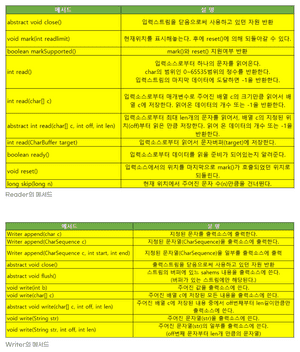 메서드 설 명
abstract void close() 입력스트림을 닫음으로써 사용하고 있던 자원 반환
void mark(int readlimit) 현재위치를 표시해놓는다. 후에 reset()에 의해 되돌아갈 수 있다.
boolean markSupported() mark()와 reset() 지원여부 반환
int read() 입력소스로부터 하나의 문자를 읽어온다.
char의 범위인 0~65535범위의 정수를 반환한다.
입력스트림의 마지막 데이터에 도달하면 -1을 반환한다.
int read(char[] c) 입력소스로부터 매개변수로 주어진 배열 c의 크기만큼 읽어서 배열 c에 저장한다. 읽어온 데이터의 개수 또는 -1을 반환한다.
abstract int read(char[] c, int off, int len) 입력소스로부터 최대 len개의 문자를 읽어서, 배열 c의 지정된 위치(off)부터 읽은 만큼 저장한다. 읽어 온 데이터의 개수 또는 -1을 반환한다.
int read(CharBuffer target) 입력소스로부터 읽어서 문자버퍼(target)에 저장한다.
boolean ready() 입력소스로부터 데이터를 읽을 준비가 되어있는지 알려준다.
void reset() 입력소스에서의 위치를 마지막으로 mark()가 호출되었던 위치로 되돌린다.
long skip(long n) 현재 위치에서 주어진 문자 수(n)만큼을 건너뛴다.
Reader의 메서드
메서드 설 명
Writer append(char c) 지정된 문자를 출력소스에 출력한다.
Writer append(CharSequence c) 지정된 문자열(CharSequence)을 출력소스에 출력한다.
Writer append(CharSequence c, int start, int end) 지정된 문자열(CharSequence)의 일부를 출력소스에 출력
abstract void close() 출력스트림을 닫음으로써 사용하고 있던 자원 반환
abstract void flush() 스트림의 버퍼에 있는 내용을 출력소스에 쓴다.
(버퍼가 있는 스트림에만 해당된다.)
void write(int b) 주어진 값을 출력소스에 쓴다.
void write(char[] c) 주어진 배열 c에 저장된 모든 내용을 출력소스에 쓴다.
abstract void write(char[] c, int off, int len) 주어진 배열 c에 저장된 내용 중에서 off번째부터 len길이만큼만 출력소스에 쓴다.
void write(String str) 주어진 문자열(str)을 출력소스에 쓴다.
void write(String str, int off, int len) 주어진 문자열(str)의 일부를 출력소스에 쓴다.
(off번째 문자부터 len개 만큼의 문자열)
Writer의 메서드